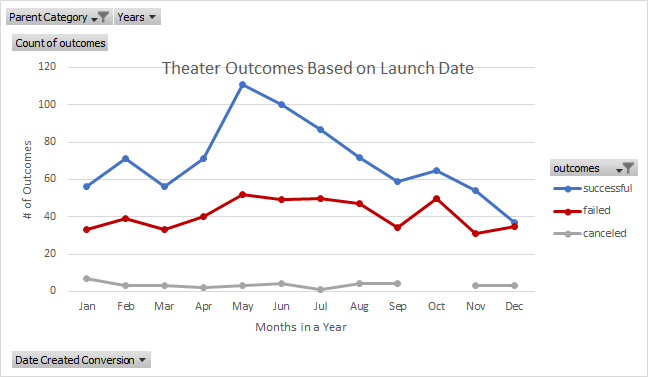 Parent Category Years
Count of outcomes
Theater Outcomes Based on Launch Date
120
100
80
60
40
20
0
# of Outcomes
Jan Feb Mar Apr May Jun Jul Aug Sep Oct Nov Dec
Months in a Year
outcomes
successful
failed
canceled
Date Created Conversion